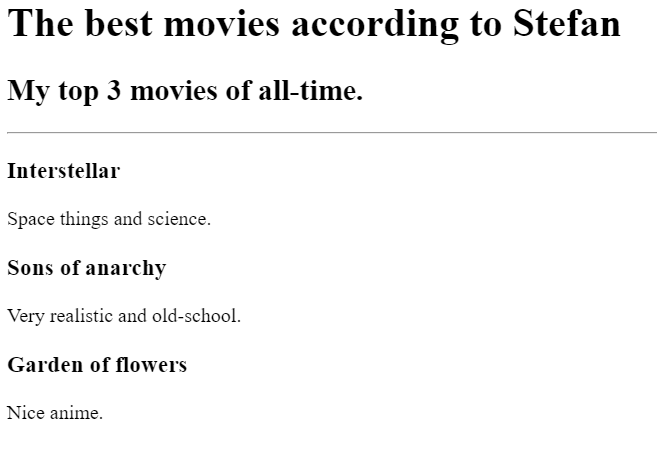 The best movies according to Stefan
My top 3 movies of all-time.
Interstellar
Space things and science.
Sons of anarchy
Very realistic and old-school.
Garden of flowers
Nice anime.